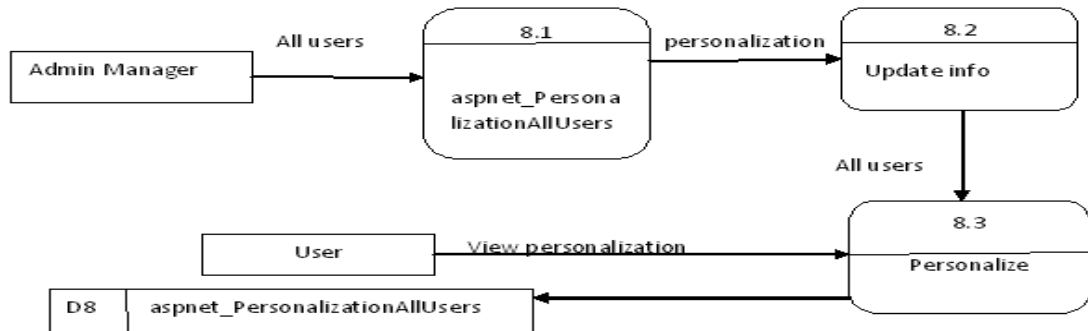 All users
8.1
personalization
8.2
Admin Manager
Update info
aspnet_Persona
lizationAllUsers
All users
8.3
User
View personalization
Personalize
D8
aspnet_PersonalizationAllUsers